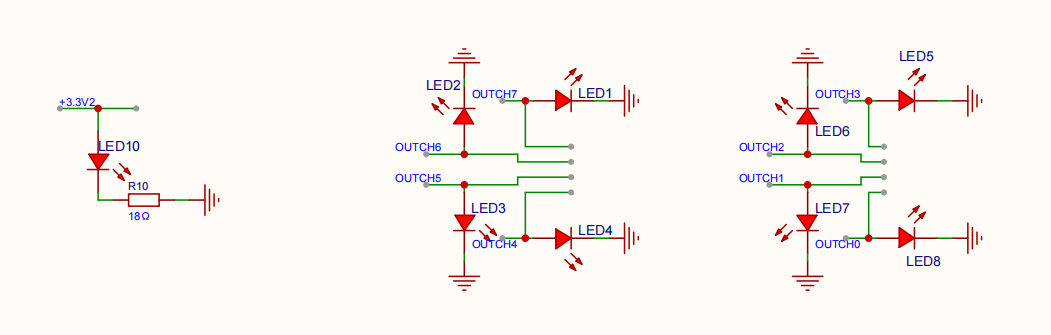 +3.3V2
LED10
R10
18Ω
LED2
OUTCH7
LED1
OUTCH6
OUTCH5
LED3
OUTCH4
LED4
LED5
OUTCH3
LED6
OUTCH2
OUTCH1
LED7
OUTCH0
LED8